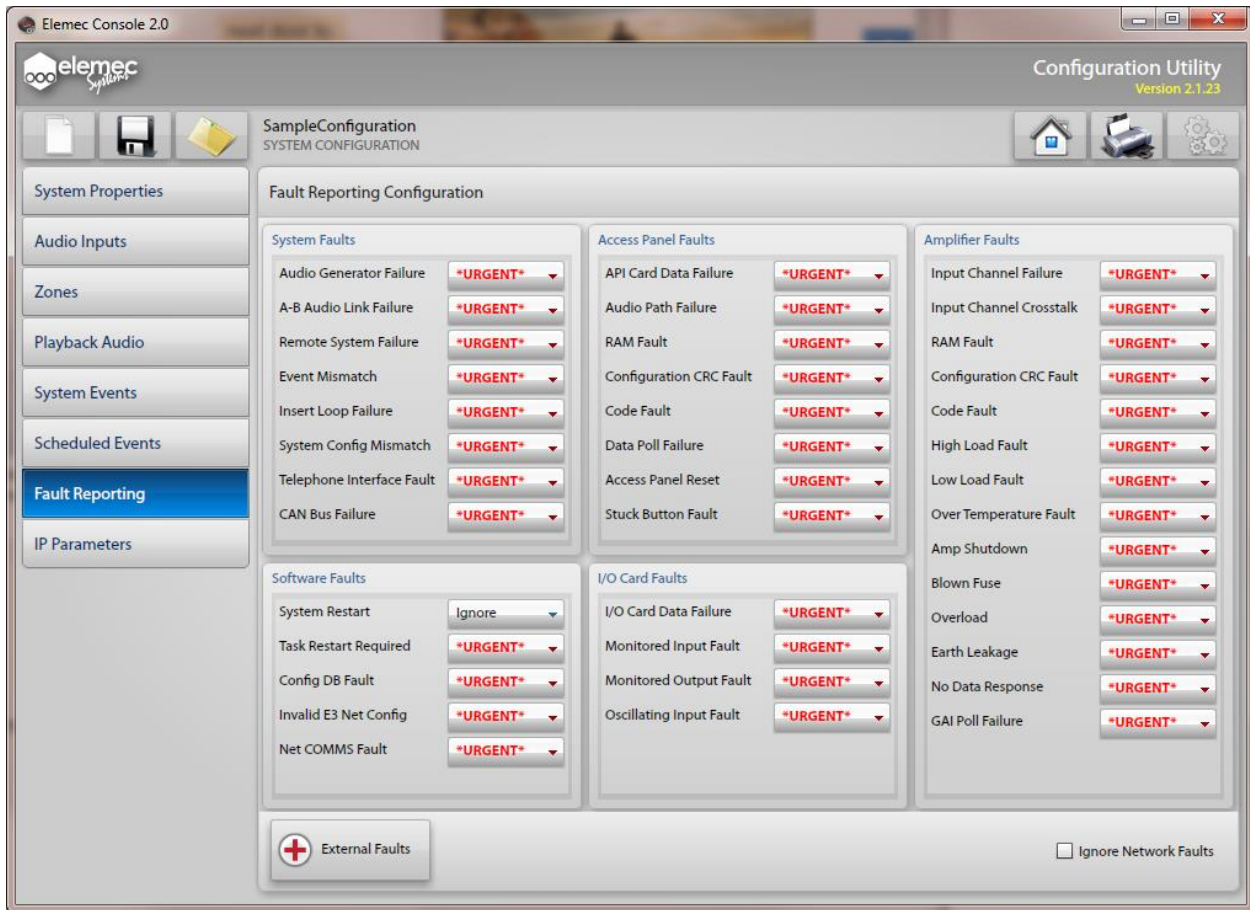 Elemec Console 2.0
elemec
Systems
Configuration Utility
Version 2.1.23
SampleConfiguration
SYSTEM CONFIGURATION
System Properties
Audio Inputs
Zones
Playback Audio
System Events
Scheduled Events
Fault Reporting
IP Parameters
Fault Reporting Configuration
System Faults
Audio Generator Failure *URGENT*
A-B Audio Link Failure *URGENT*
Remote System Failure *URGENT*
Event Mismatch *URGENT*
Insert Loop Failure *URGENT*
System Config Mismatch *URGENT*
Telephone Interface Fault *URGENT*
CAN Bus Failure *URGENT*
Access Panel Faults
API Card Data Failure *URGENT*
Audio Path Failure *URGENT*
RAM Fault *URGENT*
Configuration CRC Fault *URGENT*
Code Fault *URGENT*
Data Poll Failure *URGENT*
Access Panel Reset *URGENT*
Stuck Button Fault *URGENT*
Amplifier Faults
Input Channel Failure *URGENT*
Input Channel Crosstalk *URGENT*
RAM Fault *URGENT*
Configuration CRC Fault *URGENT*
Code Fault *URGENT*
High Load Fault *URGENT*
Low Load Fault *URGENT*
Over Temperature Fault *URGENT*
Amp Shutdown *URGENT*
Blown Fuse *URGENT*
Overload *URGENT*
Earth Leakage *URGENT*
No Data Response *URGENT*
GAI Poll Failure *URGENT*
Software Faults
System Restart Ignore
Task Restart Required *URGENT*
Config DB Fault *URGENT*
Invalid E3 Net Config *URGENT*
Net COMMS Fault *URGENT*
I/O Card Faults
I/O Card Data Failure *URGENT*
Monitored Input Fault *URGENT*
Monitored Output Fault *URGENT*
Oscillating Input Fault *URGENT*
External Faults
Ignore Network Faults